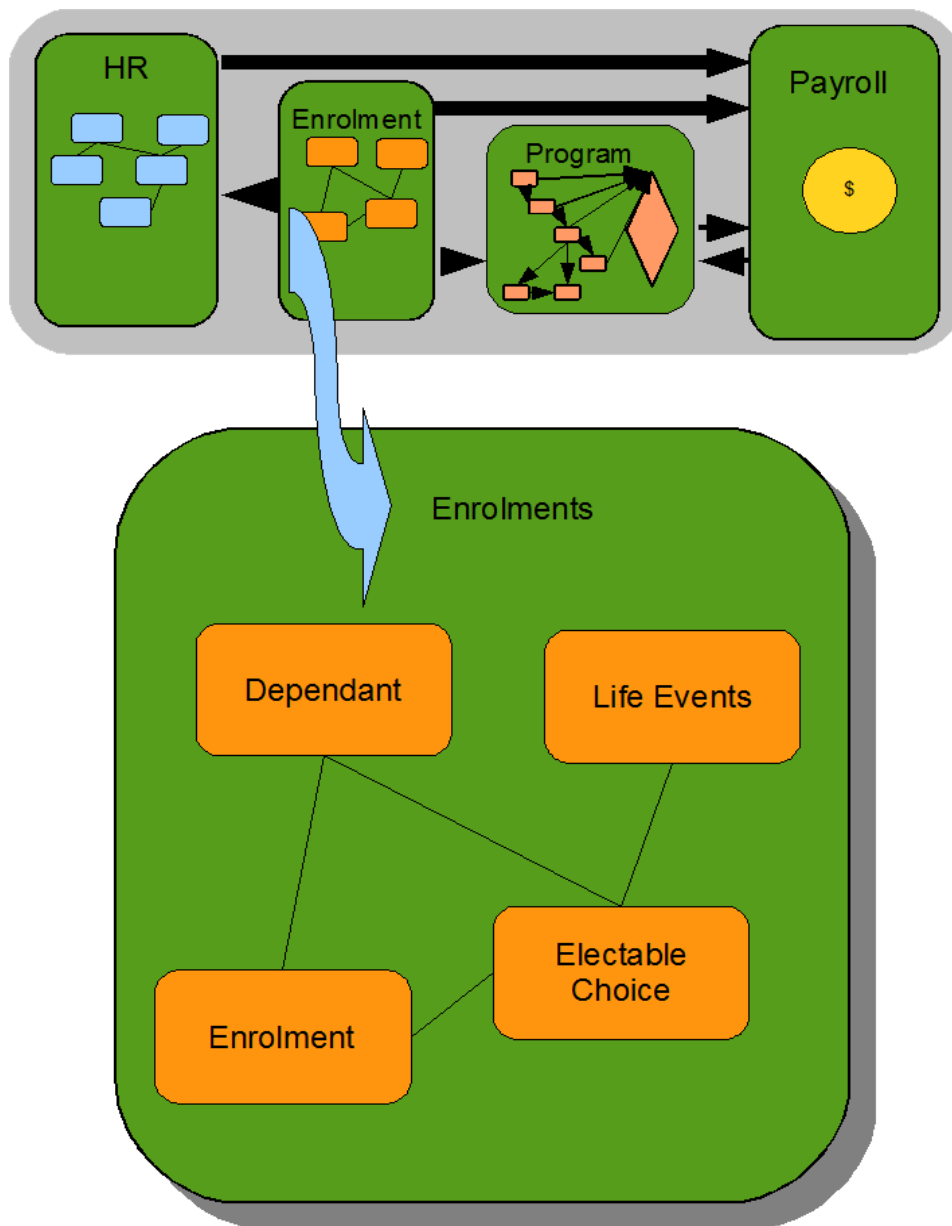 HR
Enrolment
Program
Payroll
$
Enrolments
Dependant
Life Events
Electable
Choice
Enrolment